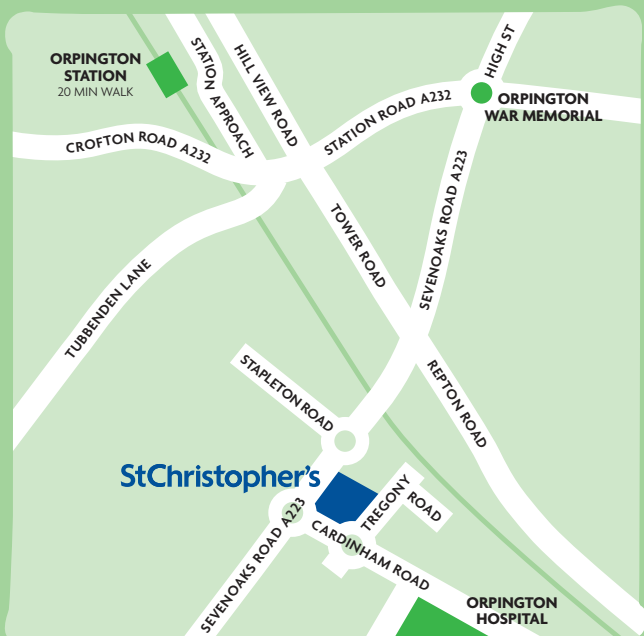 ORPINGTON
STATION
20 MIN WALK
STATION APPROACH
HILL VIEW ROAD
HIGH ST
STATION ROAD A232
ORPINGTON
WAR MEMORIAL
CROFTON ROAD A232
SEVENOAKS ROAD A223
TOWER ROAD
TUBBENDEN LANE
STAPLETON ROAD
REPTON ROAD
StChristopher's
TREGONY
ROAD
SEVENOAKS ROAD A223
CARDINHAM ROAD
ORPINGTON
HOSPITAL